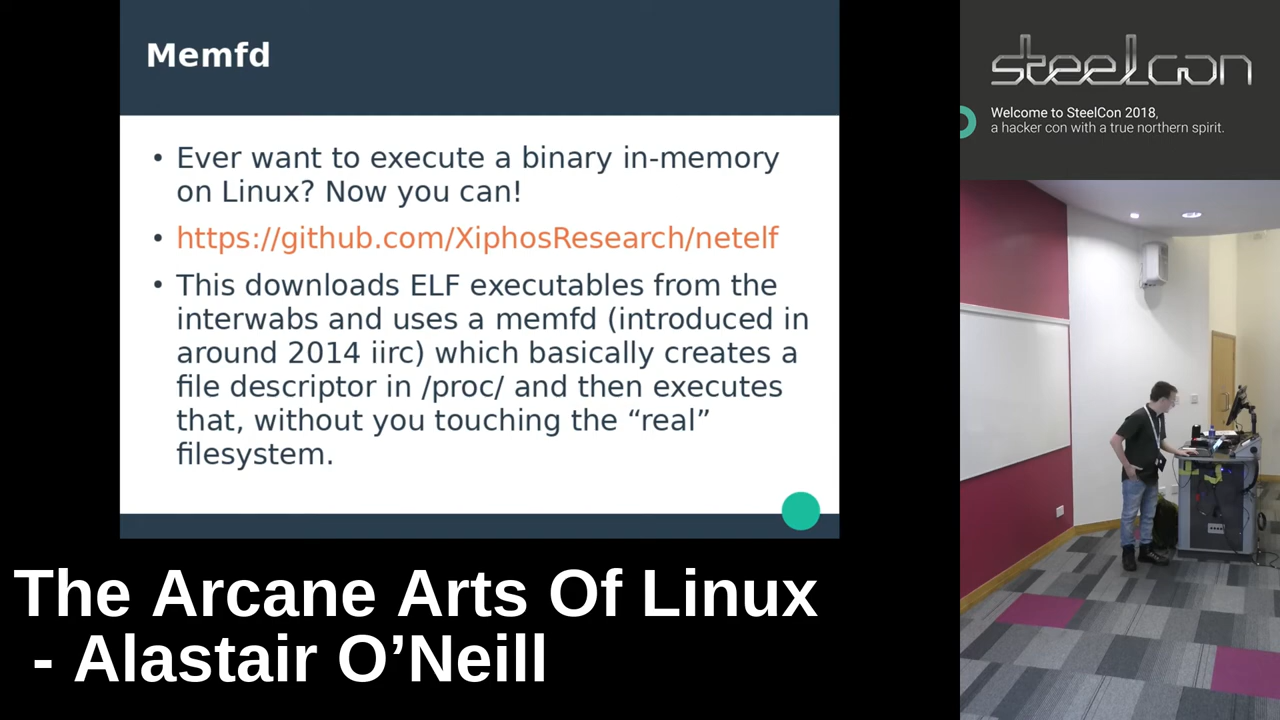 Memfd
• Ever want to execute a binary in-memory
on Linux? Now you can!
• https://github.com/XiphosResearch/netelf
• This downloads ELF executables from the
interwabs and uses a memfd (introduced in
around 2014 iirc) which basically creates a
file descriptor in /proc/ and then executes
that, without you touching the “real”
filesystem.
The Arcane Arts Of Linux
- Alastair O’Neill
steelcon
Welcome to SteelCon 2018,
a hacker con with a true northern spirit.